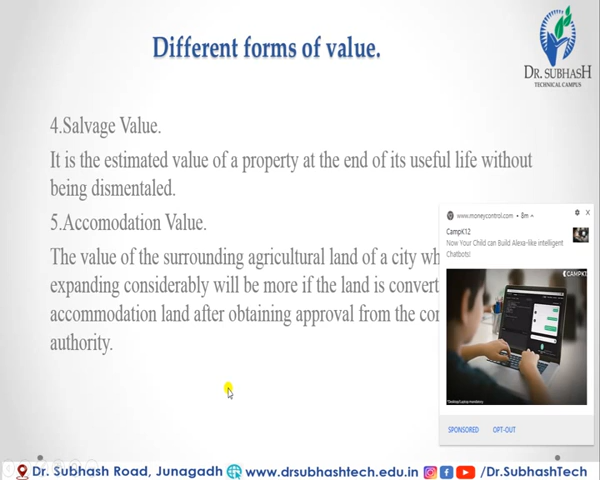 Different forms of value.
DR. SUBHASH
TECHNICAL CAMPUS
4.Salvage Value.
It is the estimated value of a property at the end of its useful life without
being dismentaled.
5.Accomodation Value.
The value of the surrounding agricultural land of a city
expanding considerably will be more if the land is
accommodation land after obtaining approval from the
authority.
www.moneycontrol.com • 8m
CampK12
Now Your Child can Build Alexa-like intelligent
Chatbots!
CAMPK
*Desktop/Laptop mandatory
SPONSORED OPT-OUT
Dr. Subhash Road, Junagadh www.drsubhashtech.edu.in /Dr.SubhashTech